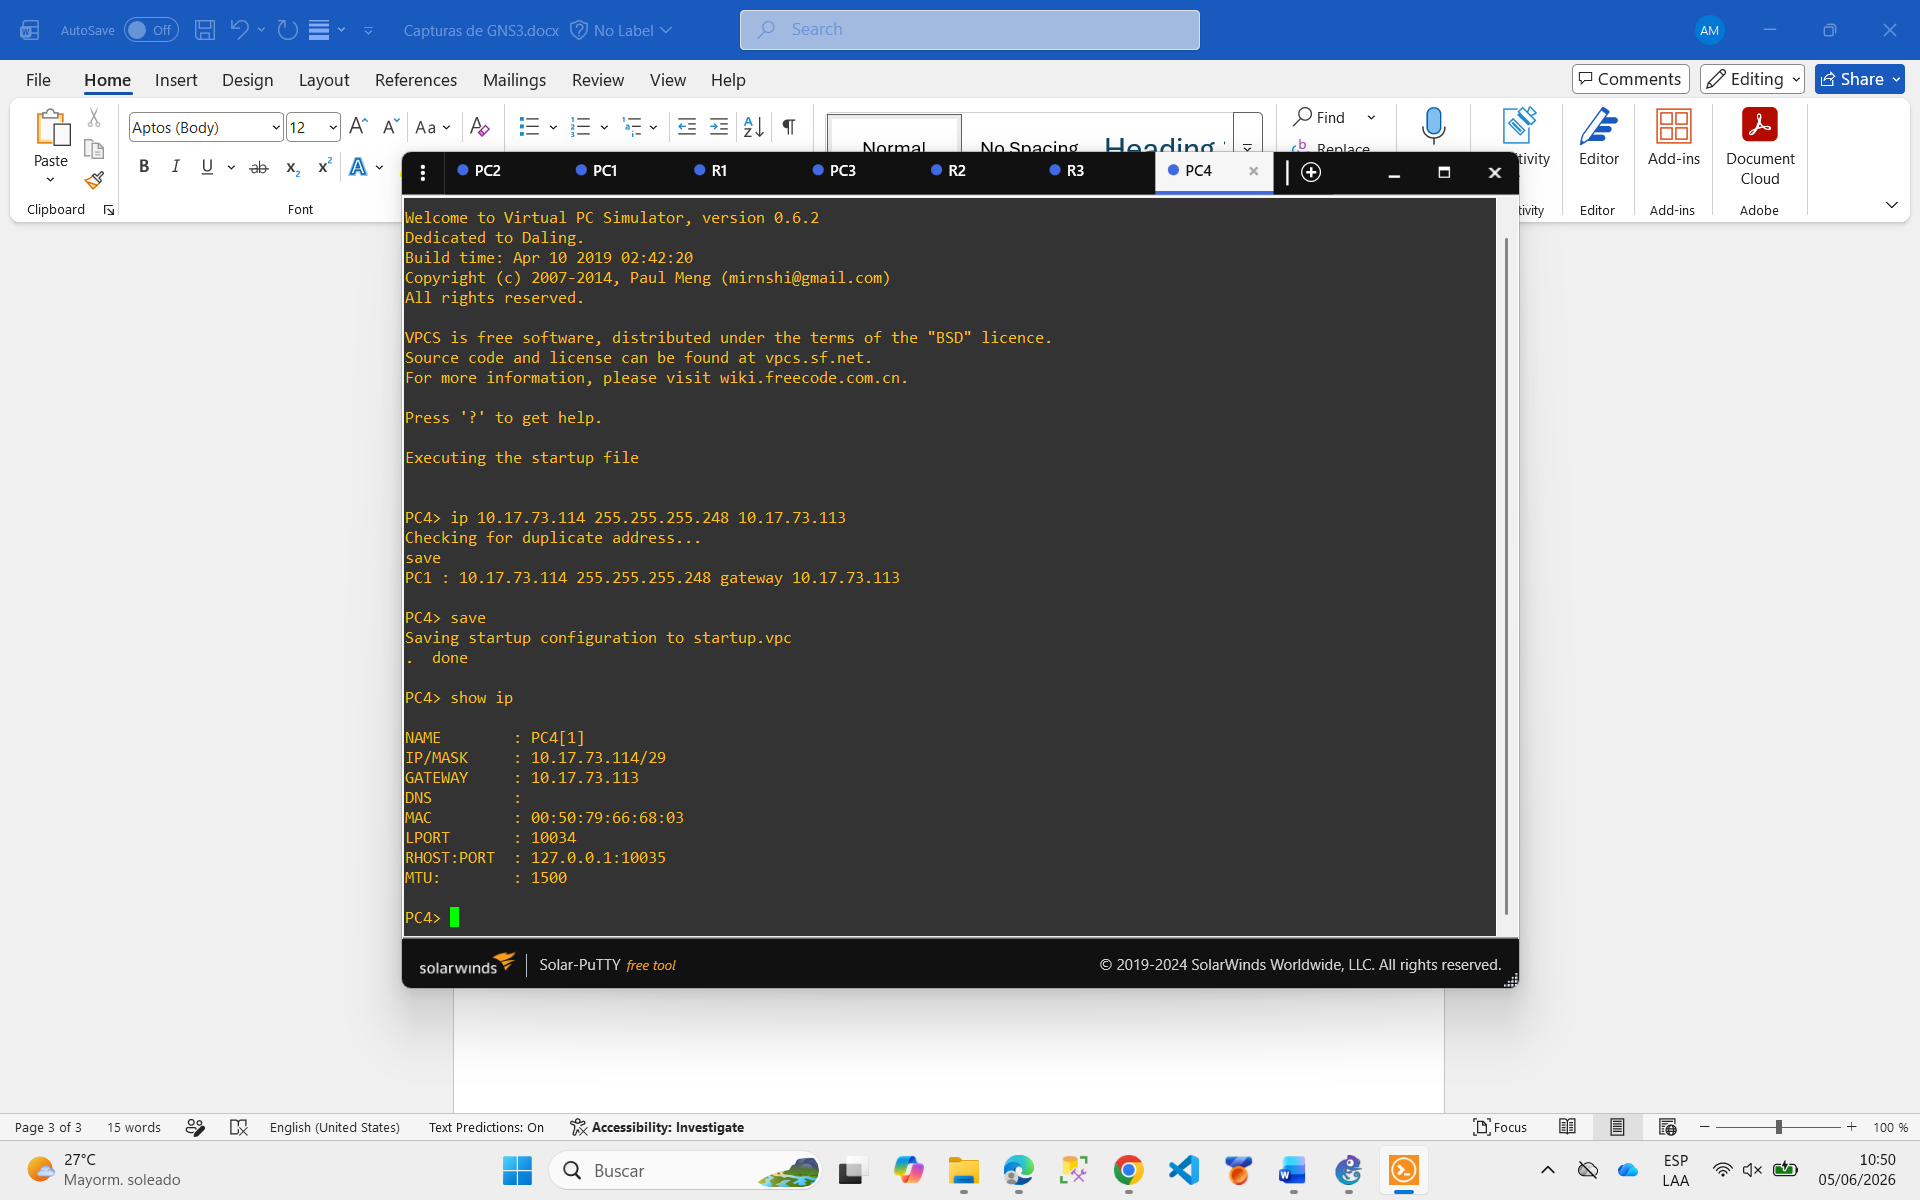 AutoSave Off Capturas de GNS3.docx No Label Search AM
File Home Insert Design Layout References Mailings Review View Help Comments Editing Share
Paste Aptos (Body) 12 Aa Normal No Spacing Heading Find Replace
B I U ab x2 x2 A
tivity Editor Add-ins Document Cloud
Clipboard Font tivity Editor Add-ins Adobe
PC2 PC1 R1 PC3 R2 R3 PC4
Welcome to Virtual PC Simulator, version 0.6.2
Dedicated to Daling.
Build time: Apr 10 2019 02:42:20
Copyright (c) 2007-2014, Paul Meng (mirnshi@gmail.com)
All rights reserved.
VPCS is free software, distributed under the terms of the "BSD" licence.
Source code and license can be found at vpcs.sf.net.
For more information, please visit wiki.freecode.com.cn.
Press '?' to get help.
Executing the startup file
PC4> ip 10.17.73.114 255.255.255.248 10.17.73.113
Checking for duplicate address...
save
PC1 : 10.17.73.114 255.255.255.248 gateway 10.17.73.113
PC4> save
Saving startup configuration to startup.vpc
.  done
PC4> show ip
NAME        : PC4[1]
IP/MASK     : 10.17.73.114/29
GATEWAY     : 10.17.73.113
DNS         :
MAC         : 00:50:79:66:68:03
LPORT       : 10034
RHOST:PORT  : 127.0.0.1:10035
MTU:        : 1500
PC4>
solarwinds Solar-PuTTY free tool © 2019-2024 SolarWinds Worldwide, LLC. All rights reserved.
Page 3 of 3 15 words English (United States) Text Predictions: On Accessibility: Investigate Focus 100 %
27°C
Mayorm. soleado
Buscar
ESP
LAA
10:50
05/06/2026